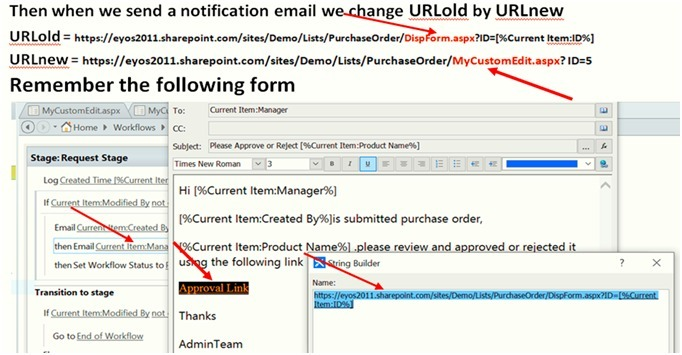 Then when we send a notification email we change URLold by URLnew
URLold = https://eyos2011.sharepoint.com/sites/Demo/Lists/PurchaseOrder/DispForm.aspx?ID=[%Current Item:ID%]
URLnew = https://eyos2011.sharepoint.com/sites/Demo/Lists/PurchaseOrder/MyCustomEdit.aspx? ID=5
Remember the following form
MyCustomEdit.aspx
MyC
Home ▸ Workflows ▸
Stage: Request Stage
Log Created Time [%Current Item
If Current Item:Modified By not
Email Current Item:Created By
then Email Current Item:Mana
then Set Workflow Status to
Transition to stage
If Current Item:Modified By not
Go to End of Workflow
To: Current Item:Manager
CC:
Subject: Please Approve or Reject [%Current Item:Product Name%]
... fx
Times New Roman 3 B I U
Hi [%Current Item:Manager%]
[%Current Item:Created By%]is submitted purchase order,
[%Current Item:Product Name%] .please review and approved or rejected it
using the following link
Approval Link
Thanks
AdminTeam
String Builder ? X
Name:
https://eyos2011.sharepoint.com/sites/Demo/Lists/PurchaseOrder/DispForm.aspx?ID=[%Current
Item:ID%]